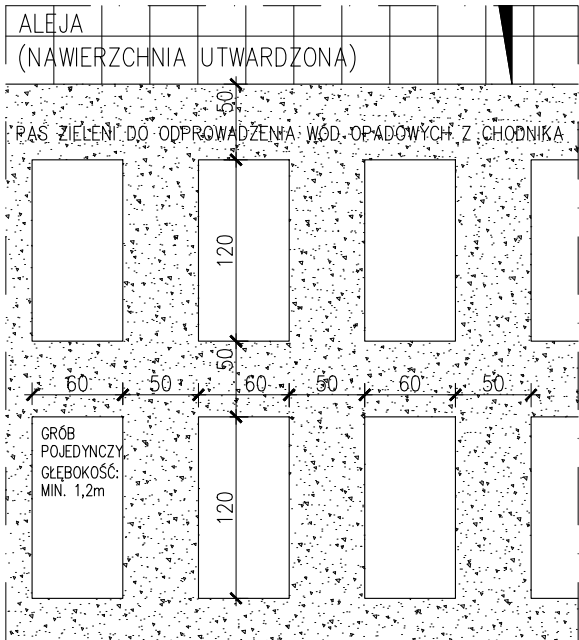 ALEJA
(NAWIERZCHNIA UTWARDZONA)
50
PAS ZIELENI DO ODPROWADZENIA WÓD OPADOWYCH Z CHODNIKA
120
50
60 50 60 50 60 50
GRÓB
POJEDYNCZY,
GŁĘBOKOŚĆ:
MIN. 1,2m
120